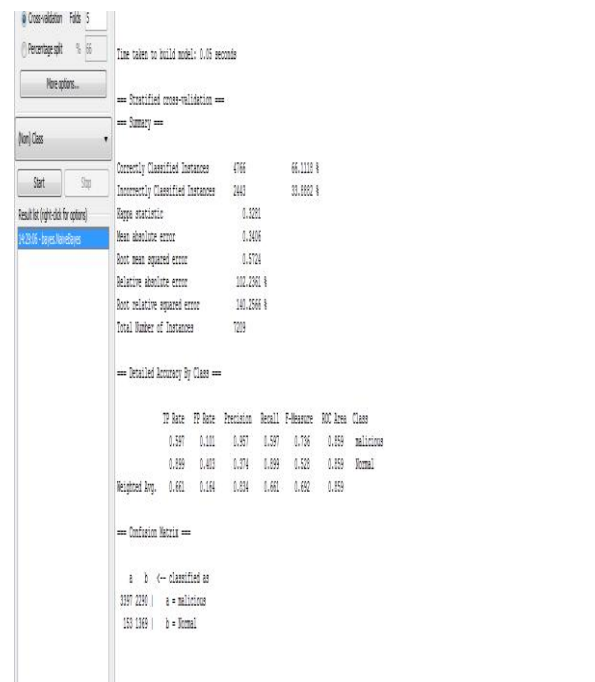 Cross-validation Folds 5
Percentage split % 66
More options...
(Nom) Class
Start Stop
Result list (right-click for options)
14:29:06 - bayes.NaiveBayes
Time taken to build model: 0.05 seconds
=== Stratified cross-validation ===
=== Summary ===
Correctly Classified Instances 4766 66.1118 %
Incorrectly Classified Instances 2443 33.8882 %
Kappa statistic 0.3281
Mean absolute error 0.3406
Root mean squared error 0.5724
Relative absolute error 102.2361 %
Root relative squared error 140.2566 %
Total Number of Instances 7209
=== Detailed Accuracy By Class ===
TP Rate FP Rate Precision Recall F-Measure ROC Area Class
0.597 0.101 0.957 0.597 0.736 0.859 malicious
0.899 0.403 0.374 0.899 0.528 0.859 Normal
Weighted Avg. 0.661 0.164 0.834 0.661 0.692 0.859
=== Confusion Matrix ===
a b <-- classified as
3397 2290 | a = malicious
153 1369 | b = Normal